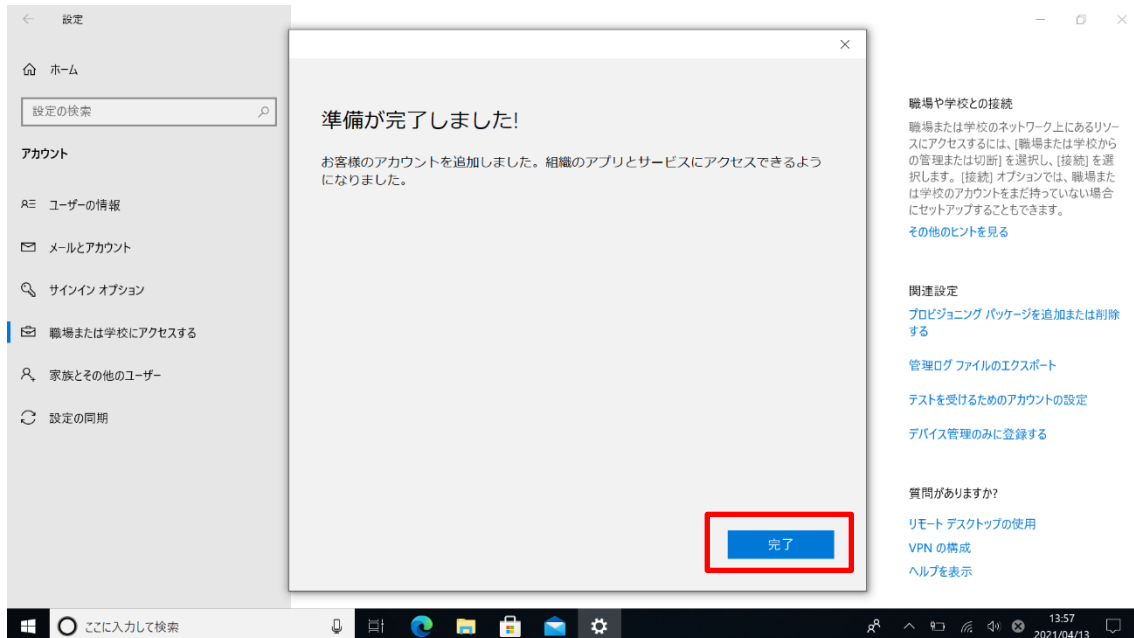 設定
ホーム
設定の検索
アカウント
ユーザーの情報
メールとアカウント
サインイン オプション
職場または学校にアクセスする
家族とその他のユーザー
設定の同期
準備が完了しました!
お客様のアカウントを追加しました。組織のアプリとサービスにアクセスできるよう
になりました。
完了
職場や学校との接続
職場または学校のネットワーク上にあるリソー
スにアクセスするには、[職場または学校から
の管理または切断] を選択し、[接続] を選
択します。[接続] オプションでは、職場また
は学校のアカウントをまだ持っていない場合
にセットアップすることもできます。
その他のヒントを見る
関連設定
プロビジョニング パッケージを追加または削除
する
管理ログ ファイルのエクスポート
テストを受けるためのアカウントの設定
デバイス管理のみに登録する
質問がありますか?
リモート デスクトップの使用
VPN の構成
ヘルプを表示
ここに入力して検索
13:57
2021/04/13